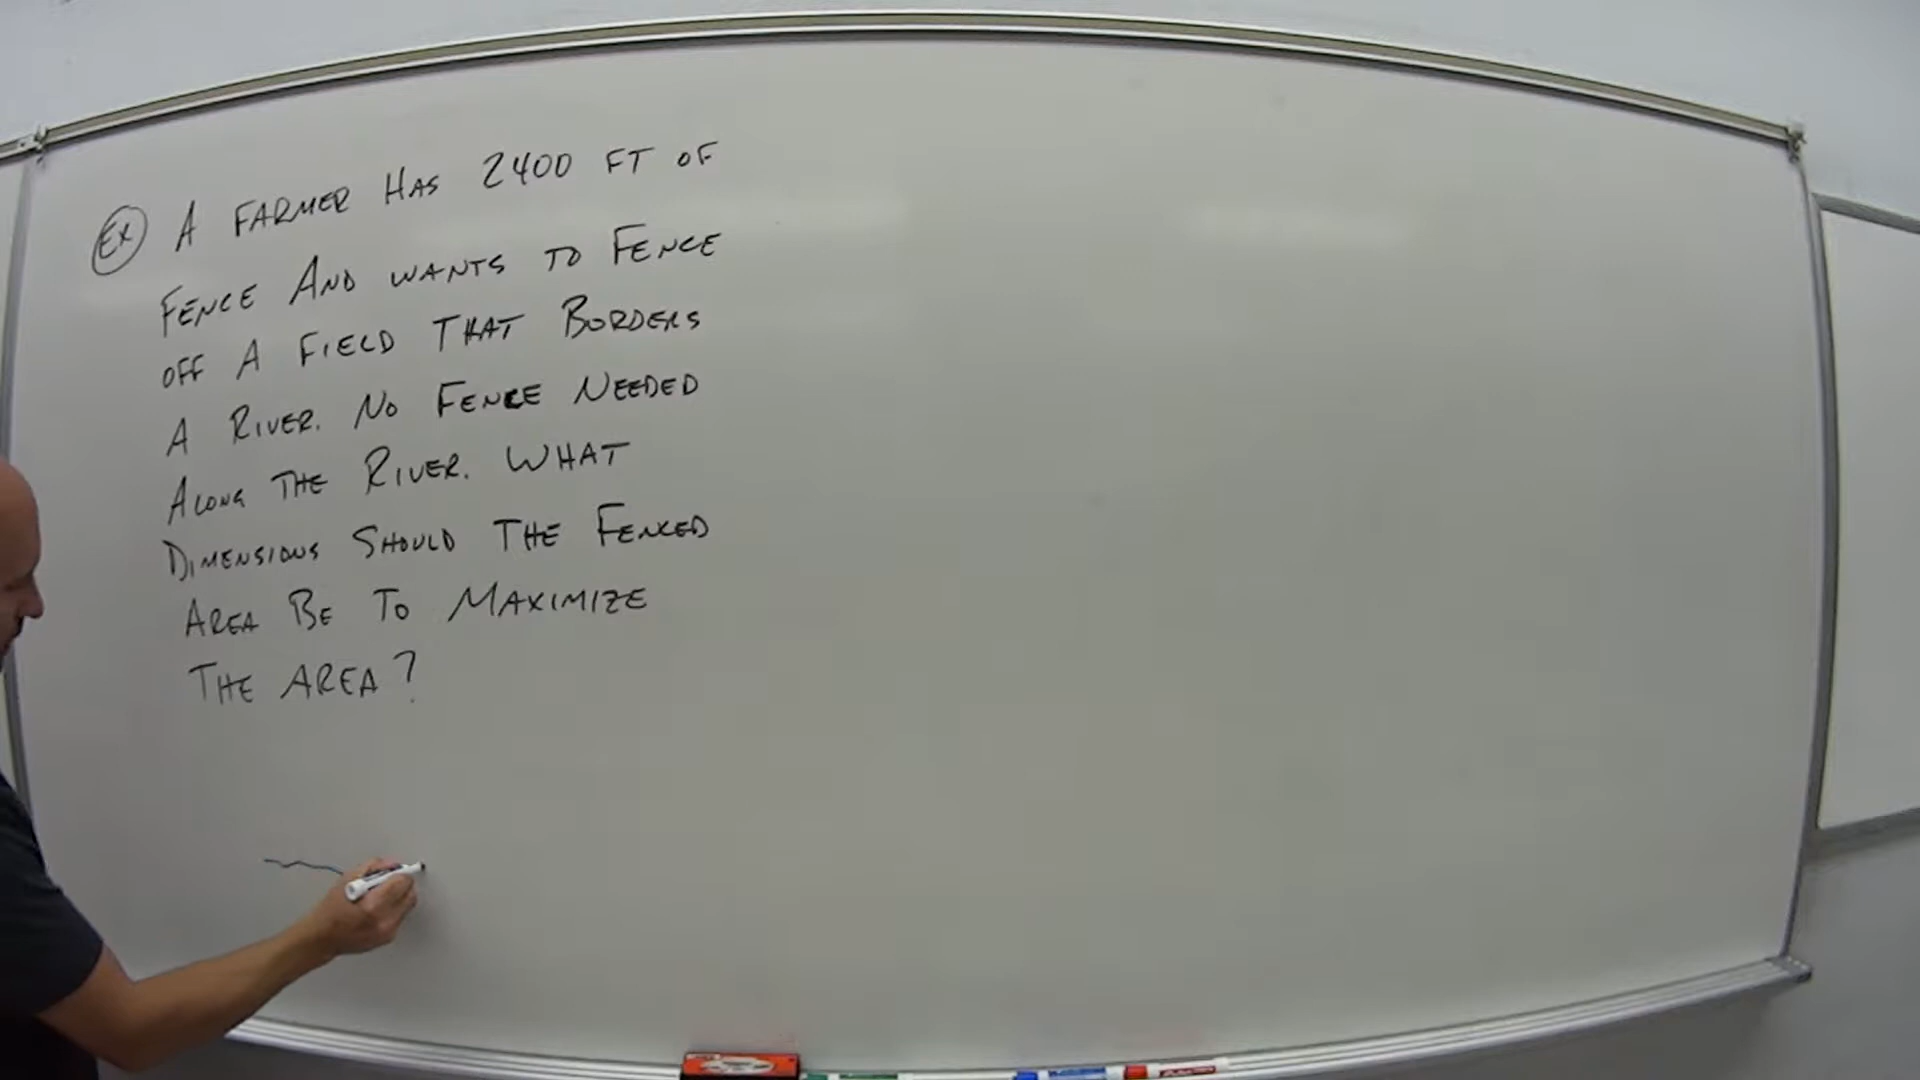 EX A FARMER HAS 2400 FT OF
FENCE AND WANTS TO FENCE
OFF A FIELD THAT BORDERS
A RIVER. NO FENCE NEEDED
ALONG THE RIVER. WHAT
DIMENSIONS SHOULD THE FENCED
AREA BE TO MAXIMIZE
THE AREA?